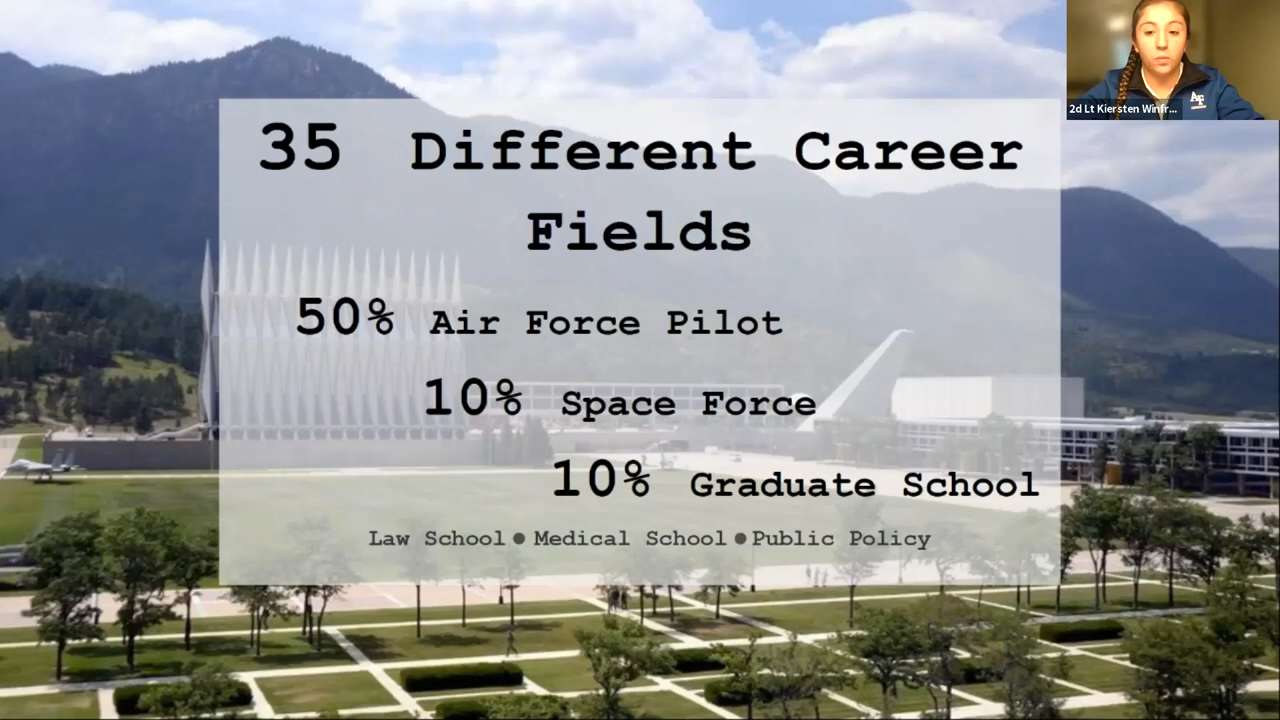 35 Different Career
Fields
50% Air Force Pilot
10% Space Force
10% Graduate School
Law School ● Medical School ● Public Policy
2d Lt Kiersten Winfr...
AF